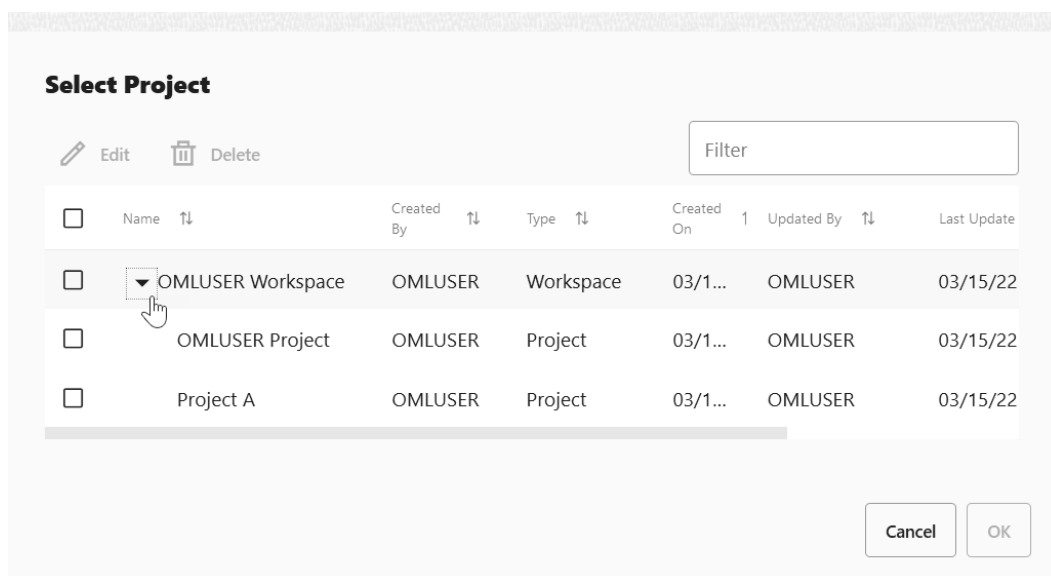 Select Project
Edit Delete Filter
Name Created By Type Created On 1 Updated By Last Update
OMLUSER Workspace OMLUSER Workspace 03/1... OMLUSER 03/15/22
OMLUSER Project OMLUSER Project 03/1... OMLUSER 03/15/22
Project A OMLUSER Project 03/1... OMLUSER 03/15/22
Cancel OK